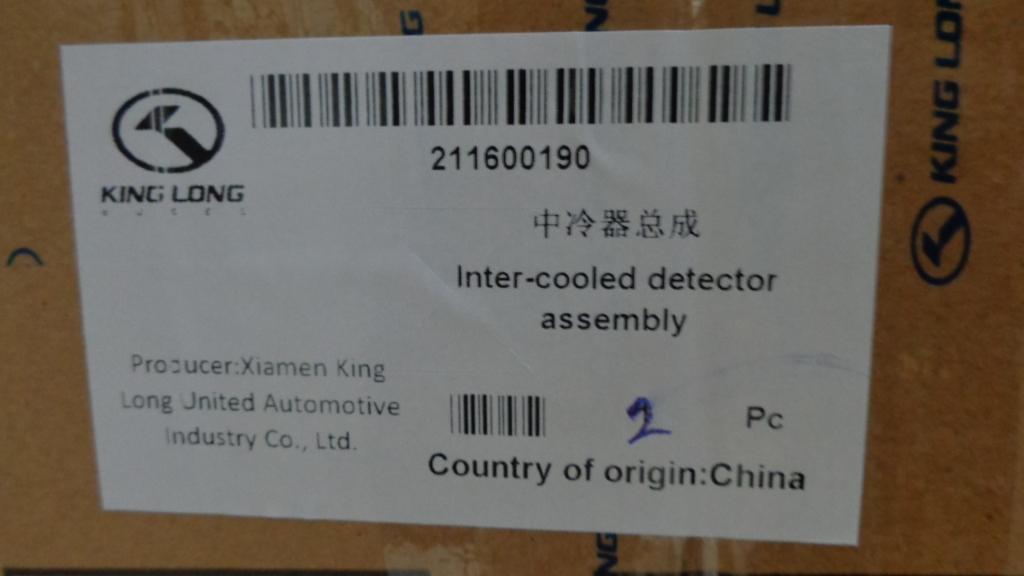 KING LONG
211600190
中冷器总成
Inter-cooled detector
assembly
Producer:Xiamen King
Long United Automotive
Industry Co., Ltd.
2 Pc
Country of origin:China
KING LON
NG